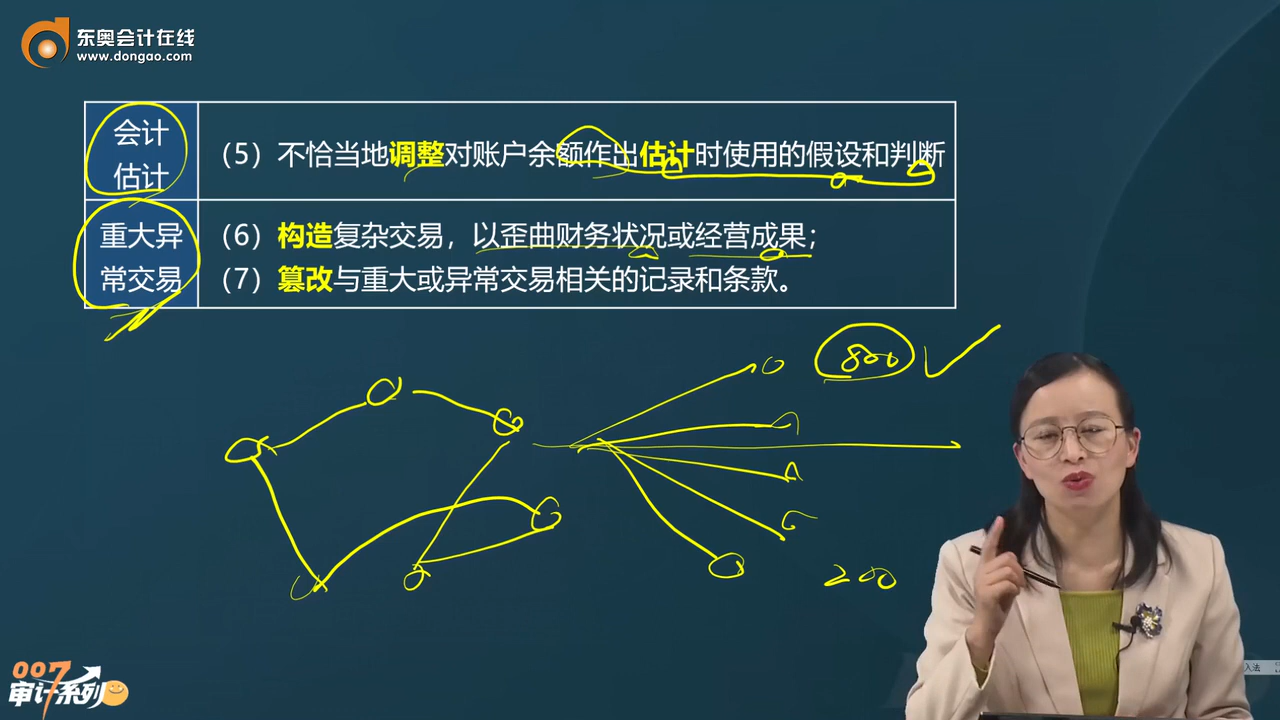 东奥会计在线
www.dongao.com
会计
估计
（5）不恰当地调整对账户余额作出估计时使用的假设和判断
重大异
常交易
（6）构造复杂交易，以歪曲财务状况或经营成果；
（7）篡改与重大或异常交易相关的记录和条款。
800
200
007
审计系列
入法